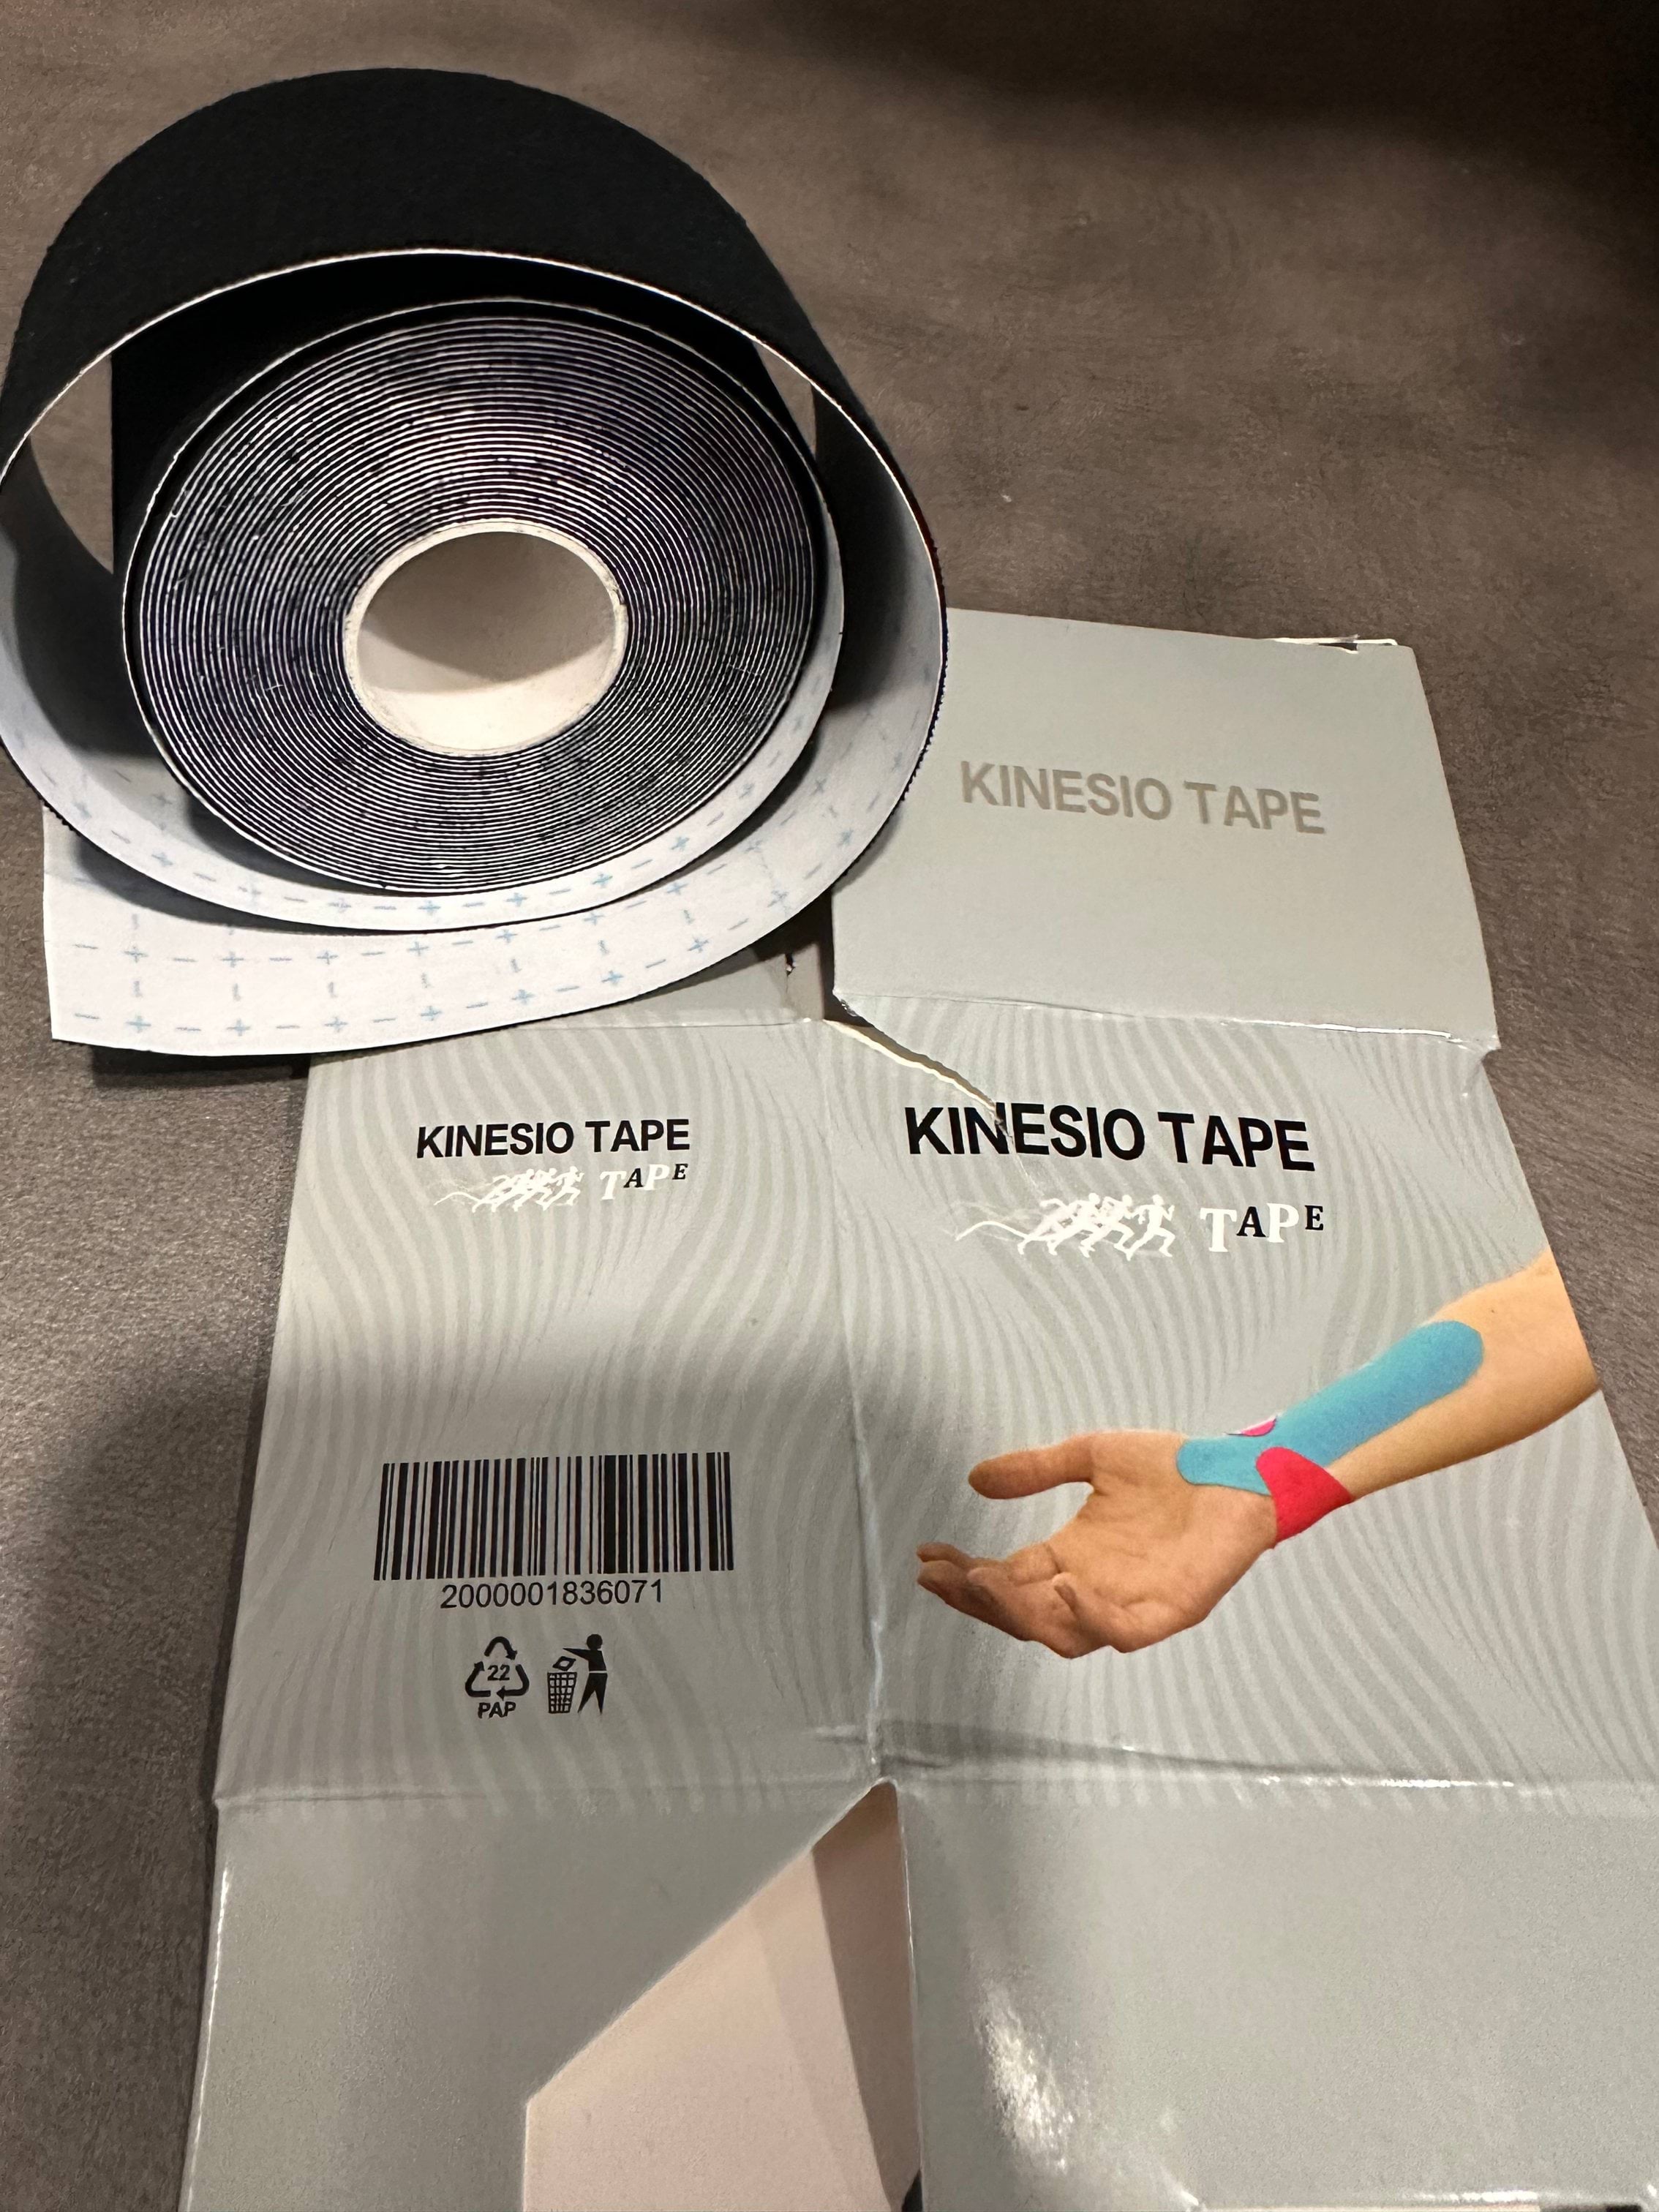 KINESIO TAPE
KINESIO TAPE
TAPE
2000001836071
22
PAP
KINESIO TAPE
TAPE